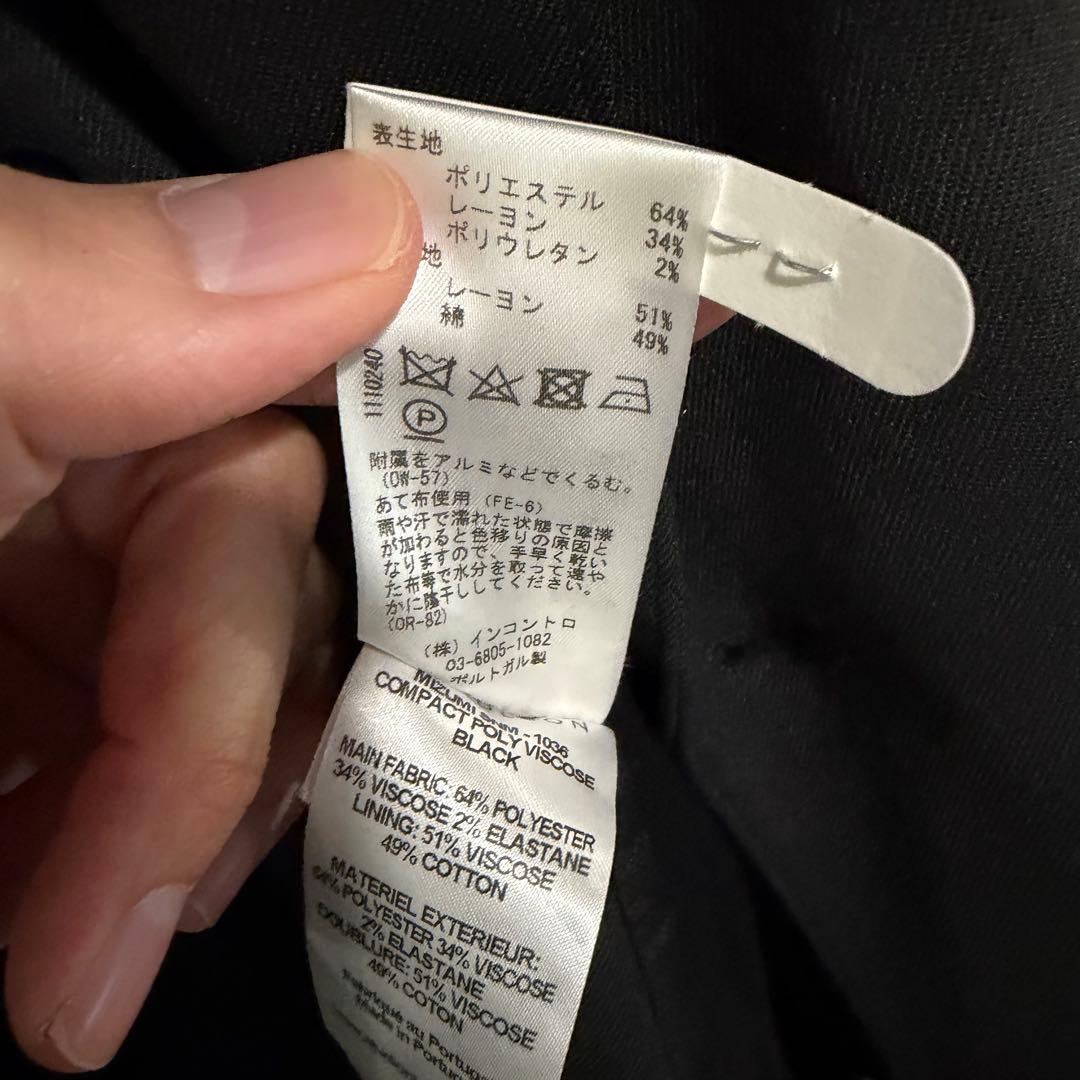 表生地
ポリエステル 64%
レーヨン 34%
ポリウレタン 2%
地
レーヨン 51%
綿 49%
1110240
P
附属をアルミなどでくるむ。
(OW-57)
あて布使用 (FE-6)
雨や汗で濡れた状態で摩擦
が加わると色移りの原因と
なりますので、手早く乾い
た布等で水分を取って速や
かに陰干ししてください。
(OR-82)
(株) インコントロ
03-6805-1082
ポルトガル製
MIZUMI SNM - 1036
COMPACT POLY VISCOSE
BLACK
MAIN FABRIC: 64% POLYESTER
34% VISCOSE 2% ELASTANE
LINING: 51% VISCOSE
49% COTTON
MATERIEL EXTERIEUR:
64% POLYESTER 34% VISCOSE
2% ELASTANE
DOUBLURE: 51% VISCOSE
49% COTON
Fabriqué au Portugal
Made in Portugal